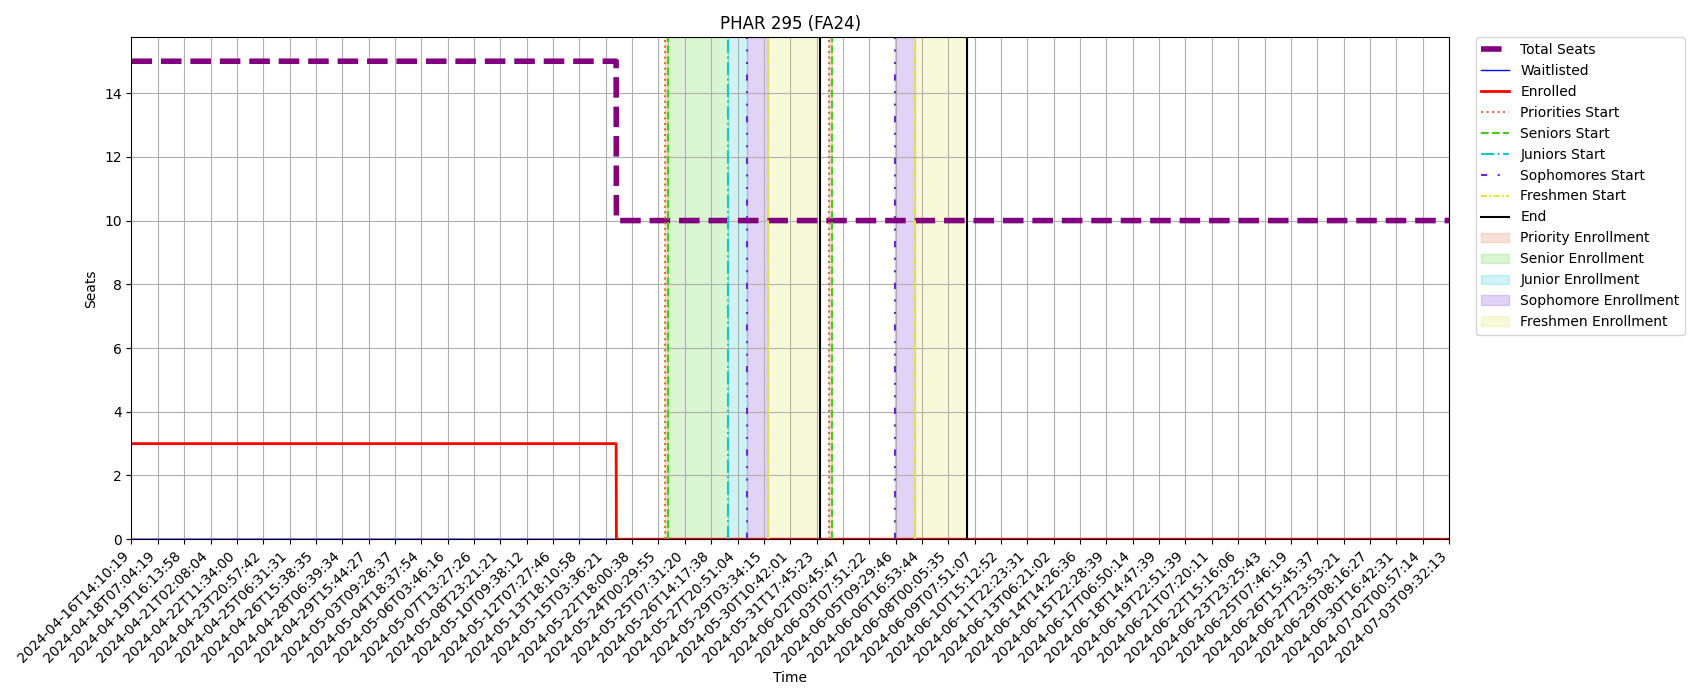 PHAR 295 (FA24)
Seats
14
12
10
8
6
4
2
0
2024-04-16T14:10:19
2024-04-18T07:04:19
2024-04-19T16:13:58
2024-04-21T02:08:04
2024-04-22T11:34:00
2024-04-23T20:57:42
2024-04-25T06:31:31
2024-04-26T15:38:35
2024-04-28T06:39:34
2024-04-29T15:44:27
2024-05-03T09:28:37
2024-05-04T18:37:54
2024-05-06T03:46:16
2024-05-07T13:27:26
2024-05-08T23:21:21
2024-05-10T09:38:12
2024-05-12T07:27:46
2024-05-13T18:10:58
2024-05-15T03:36:21
2024-05-22T18:00:38
2024-05-24T00:29:55
2024-05-25T07:31:20
2024-05-26T14:17:38
2024-05-27T20:51:04
2024-05-29T03:34:15
2024-05-30T10:42:01
2024-05-31T17:45:23
2024-06-02T00:45:47
2024-06-03T07:51:22
2024-06-05T09:29:46
2024-06-06T16:53:44
2024-06-08T00:05:35
2024-06-09T07:51:07
2024-06-10T15:12:52
2024-06-11T22:23:31
2024-06-13T06:21:02
2024-06-14T14:26:36
2024-06-15T22:28:39
2024-06-17T06:50:14
2024-06-18T14:47:39
2024-06-19T22:51:39
2024-06-21T07:20:11
2024-06-22T15:16:06
2024-06-23T23:25:43
2024-06-25T07:46:19
2024-06-26T15:45:37
2024-06-27T23:53:21
2024-06-29T08:16:27
2024-06-30T16:42:31
2024-07-02T00:57:14
2024-07-03T09:32:13
Time
Total Seats
Waitlisted
Enrolled
Priorities Start
Seniors Start
Juniors Start
Sophomores Start
Freshmen Start
End
Priority Enrollment
Senior Enrollment
Junior Enrollment
Sophomore Enrollment
Freshmen Enrollment